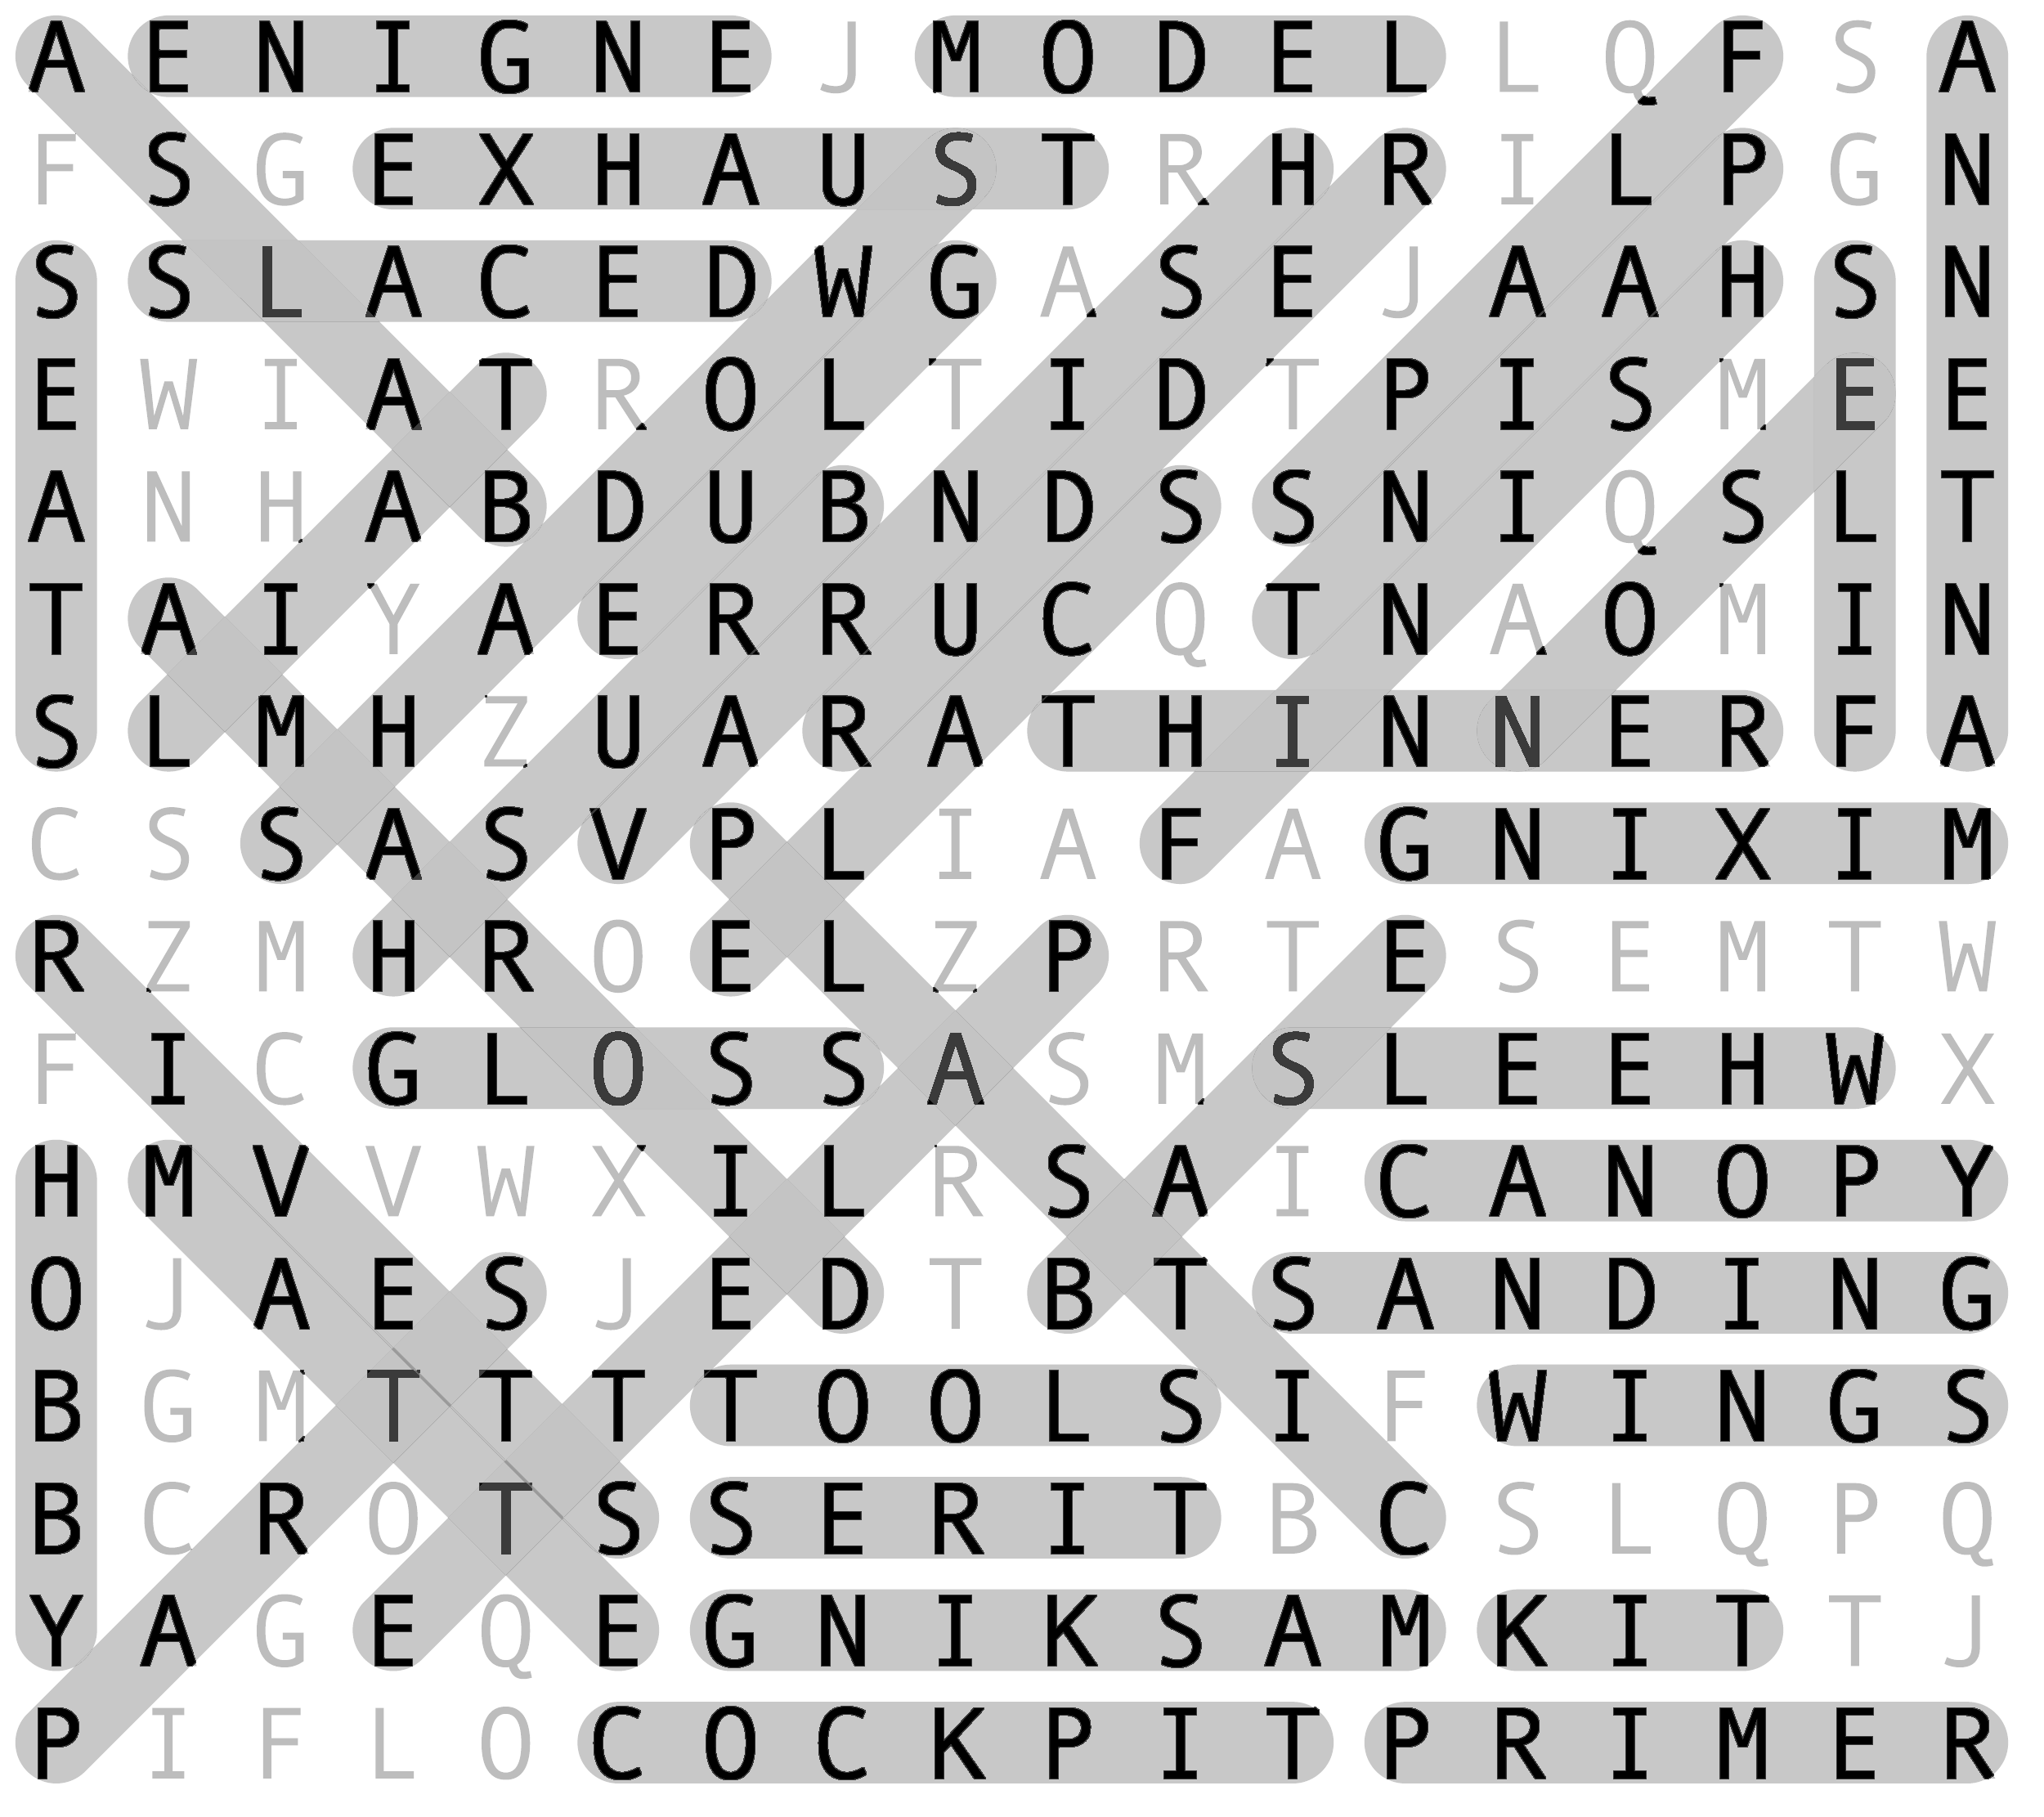 A E N I G N E J M O D E L L Q F S A
F S G E X H A U S T R H R I L P G N
S S L A C E D W G A S E J A A H S N
E W I A T R O L T I D T P I S M E E
A N H A B D U B N D S S N I Q S L T
T A I Y A E R R U C Q T N A O M I N
S L M H Z U A R A T H I N N E R F A
C S S A S V P L I A F A G N I X I M
R Z M H R O E L Z P R T E S E M T W
F I C G L O S S A S M S L E E H W X
H M V V W X I L R S A I C A N O P Y
O J A E S J E D T B T S A N D I N G
B G M T T T T O O L S I F W I N G S
B C R O T S S E R I T B C S L Q P Q
Y A G E Q E G N I K S A M K I T T J
P I F L O C O C K P I T P R I M E R